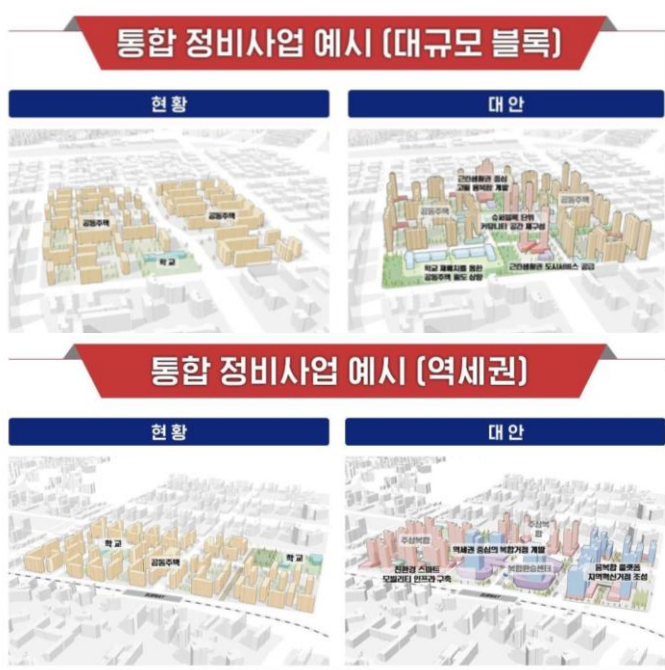 통합 정비사업 예시 (대규모 블록)
현황
대안
공동주택
공동주택
학교
근린생활권 중심
고밀 융복합 개발
공동주택
공동주택
슈퍼블록 단위
커뮤니티 공간 재구성
학교 재배치를 통한
공동주택 밀도 상향
근린생활권 도시서비스 공급
통합 정비사업 예시 (역세권)
현황
대안
학교
학교
공동주택
SUBWAY
주상복합
주상복
합
역세권 중심의 복합거점 개발
친환경 스마트
모빌리티 인프라 구축
복합환승센터
융복합 플랫폼
지역혁신거점 조성
SUBWAY